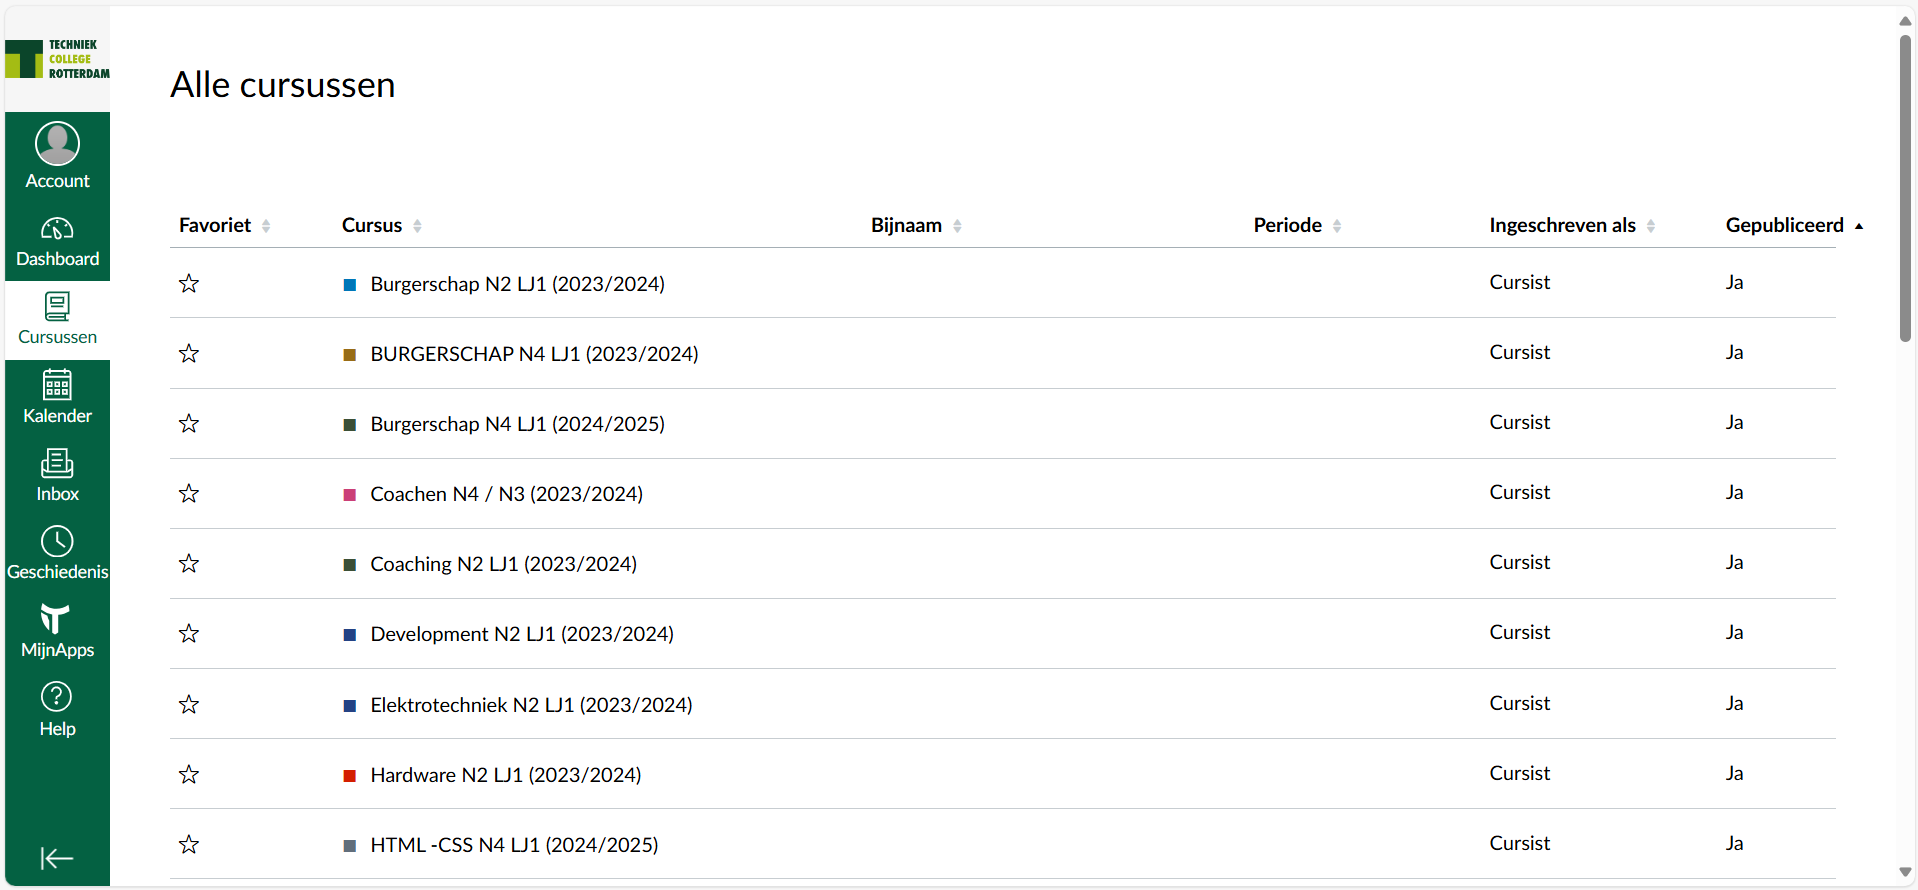 TECHNIEK
COLLEGE
ROTTERDAM
Account
Dashboard
Cursussen
Kalender
Inbox
Geschiedenis
MijnApps
Help
Alle cursussen
Favoriet Cursus Bijnaam Periode Ingeschreven als Gepubliceerd
Burgerschap N2 LJ1 (2023/2024) Cursist Ja
BURGERSCHAP N4 LJ1 (2023/2024) Cursist Ja
Burgerschap N4 LJ1 (2024/2025) Cursist Ja
Coachen N4 / N3 (2023/2024) Cursist Ja
Coaching N2 LJ1 (2023/2024) Cursist Ja
Development N2 LJ1 (2023/2024) Cursist Ja
Elektrotechniek N2 LJ1 (2023/2024) Cursist Ja
Hardware N2 LJ1 (2023/2024) Cursist Ja
HTML -CSS N4 LJ1 (2024/2025) Cursist Ja